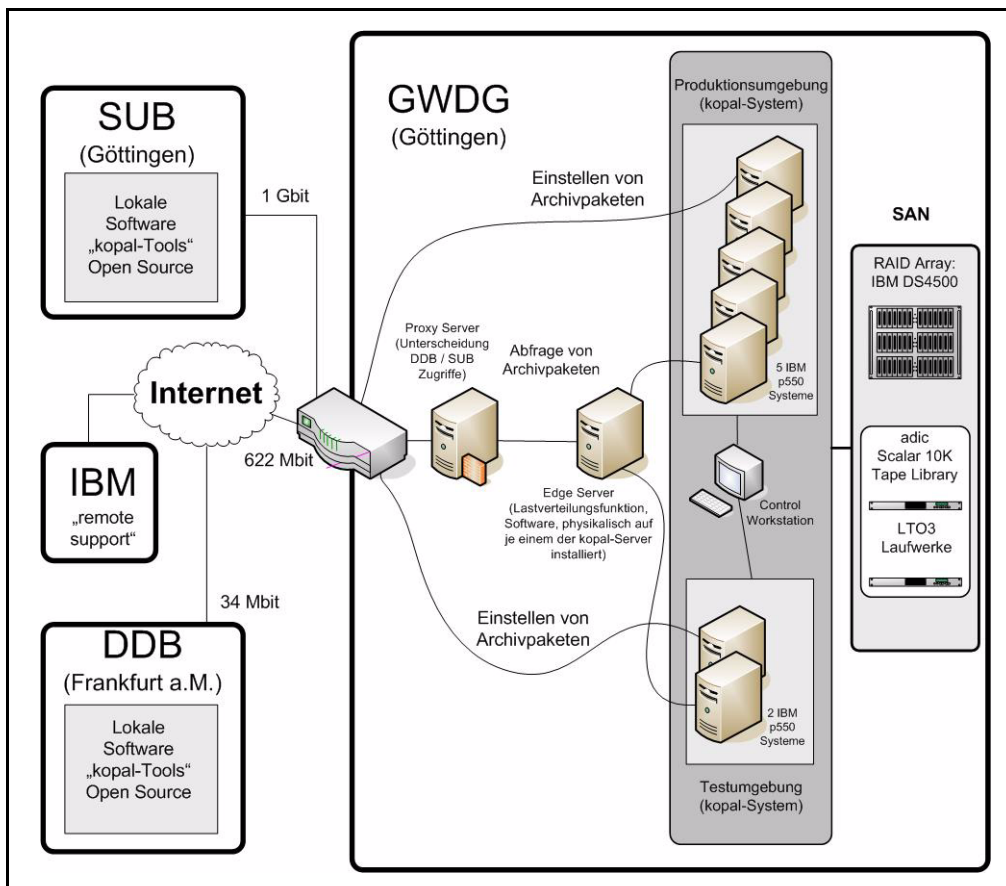 SUB
(Göttingen)
Lokale
Software
„kopal-Tools“
Open Source
1 Gbit
Internet
622 Mbit
IBM
„remote
support“
34 Mbit
DDB
(Frankfurt a.M.)
Lokale
Software
„kopal-Tools“
Open Source
GWDG
(Göttingen)
Einstellen von
Archivpaketen
Proxy Server
(Unterscheidung
DDB / SUB
Zugriffe)
Abfrage von
Archivpaketen
Edge Server
(Lastverteilungsfunktion,
Software, physikalisch auf
je einem der kopal-Server
installiert)
Einstellen von
Archivpaketen
Produktionsumgebung
(kopal-System)
5 IBM
p550
Systeme
Control
Workstation
2 IBM
p550
Systeme
Testumgebung
(kopal-System)
SAN
RAID Array:
IBM DS4500
adic
Scalar 10K
Tape Library
LTO3
Laufwerke